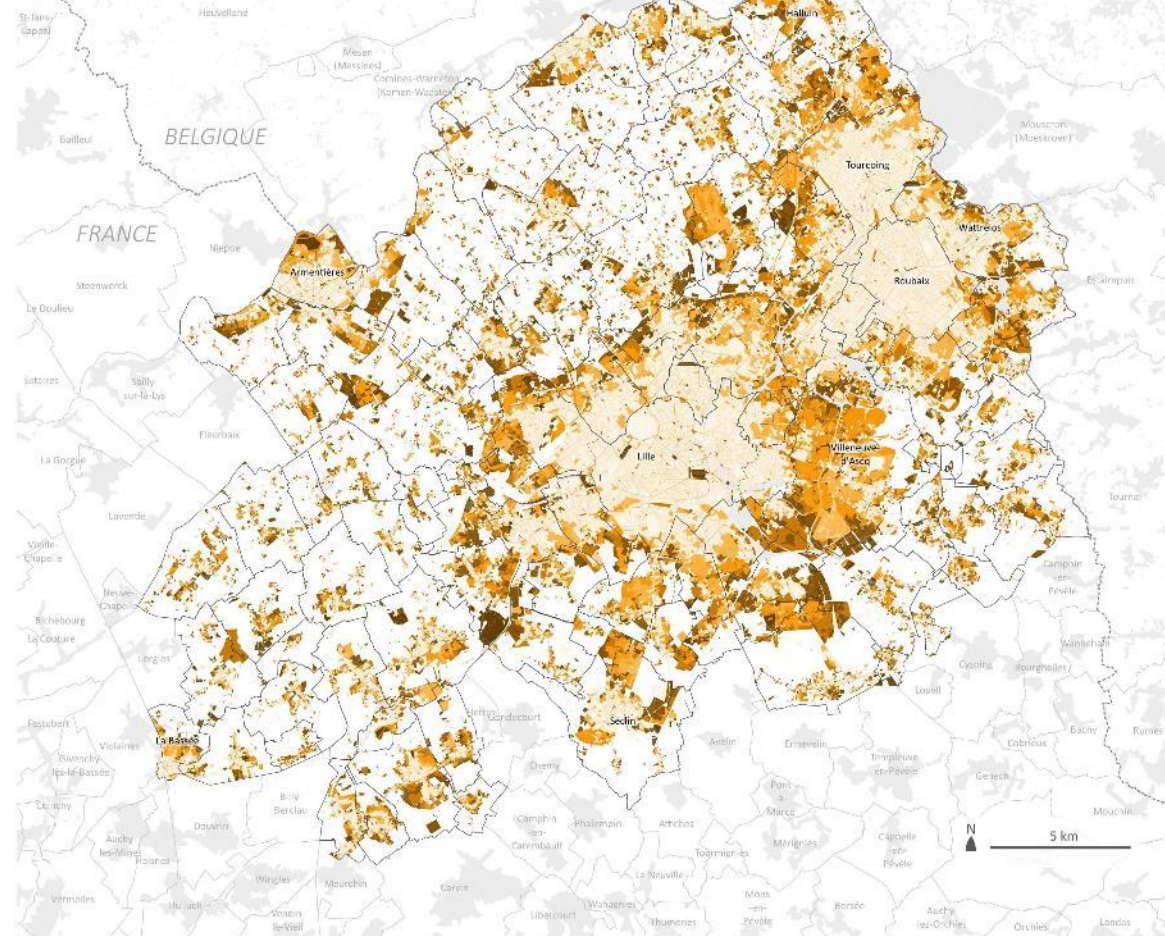 St-Jans-
Cappel
Heuvelland
Halluin
Mesen
(Messines)
Comines-Warneton
(Komen-Waasten)
Bailleul
BELGIQUE
Mouscron
(Moeskroen)
Tourcoing
FRANCE
Nieppe
Wattrelos
Armentières
Roubaix
Steenwerck
Estaimpuis
Le Doulieu
Estaires
Sailly
sur-la-Lys
Fleurbaix
Villeneuve-
d'Ascq
Lille
La Gorgue
Tournai
Laventie
Vieille-
Chapelle
Camphin
-en-
Pévèle
Neuve-
Chapelle
Richebourg
La Couture
Lorgies
Wannehain
Cysoing
Bourghelles
Louvil
Festubert
Violaines
La Bassée
Gondecourt
Seclin
Bachy
Rumes
Givenchy
-lès-la-Bassée
Avelin
Ennevelin
Cobrieux
Chemy
Templeuve-
en-Pévèle
Genech
Billy
Berclau
Pont
-à-
Marcq
Mouchin
N
5 km
Cuinchy
Douvrin
Camphin
-en-
Carembault
Phalempin
Attiches
Mérignies
Cappelle
-en-
Pévèle
Auchy
-les-Mines
Haisnes
Tourmignies
La Neuville
Wingles
Meurchin
Carvin
Vermelles
Hulluch
Wahagnies
Mons
-en-
Pévèle
Bersée
Auchy
-lez-Orchies
Vendin
-le-Vieil
Libercourt
Thumeries
Orchies
Landas